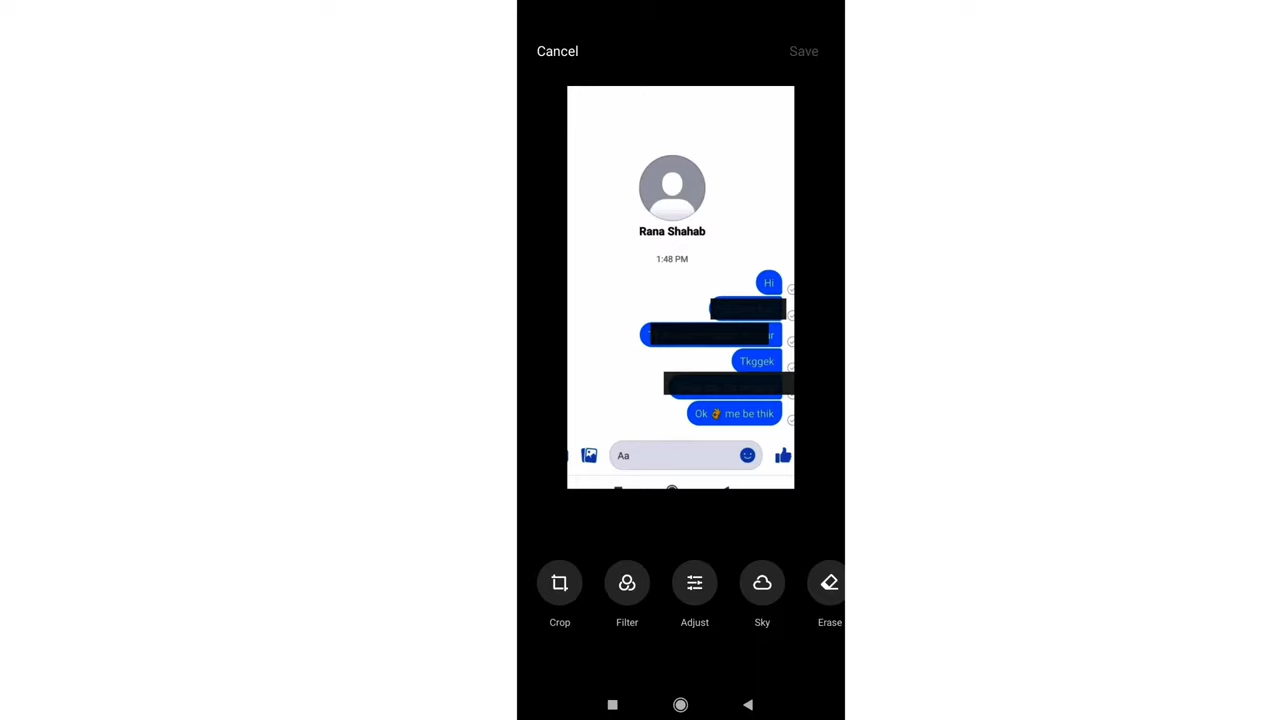 Cancel
Save
Rana Shahab
1:48 PM
Hi
Tkggek
Ok 👌 me be thik
Aa
Crop
Filter
Adjust
Sky
Erase